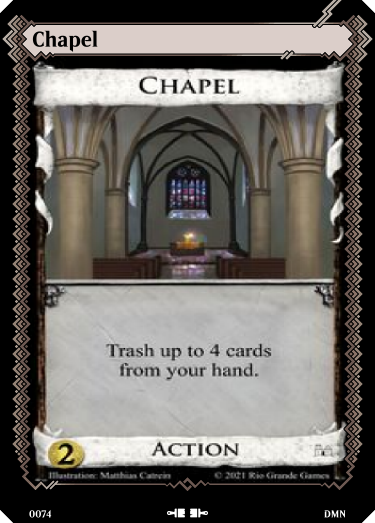 Chapel
CHAPEL
Trash up to 4 cards
from your hand.
2
ACTION
Illustration: Matthias Catrein
© 2021 Rio Grande Games
0074
DMN